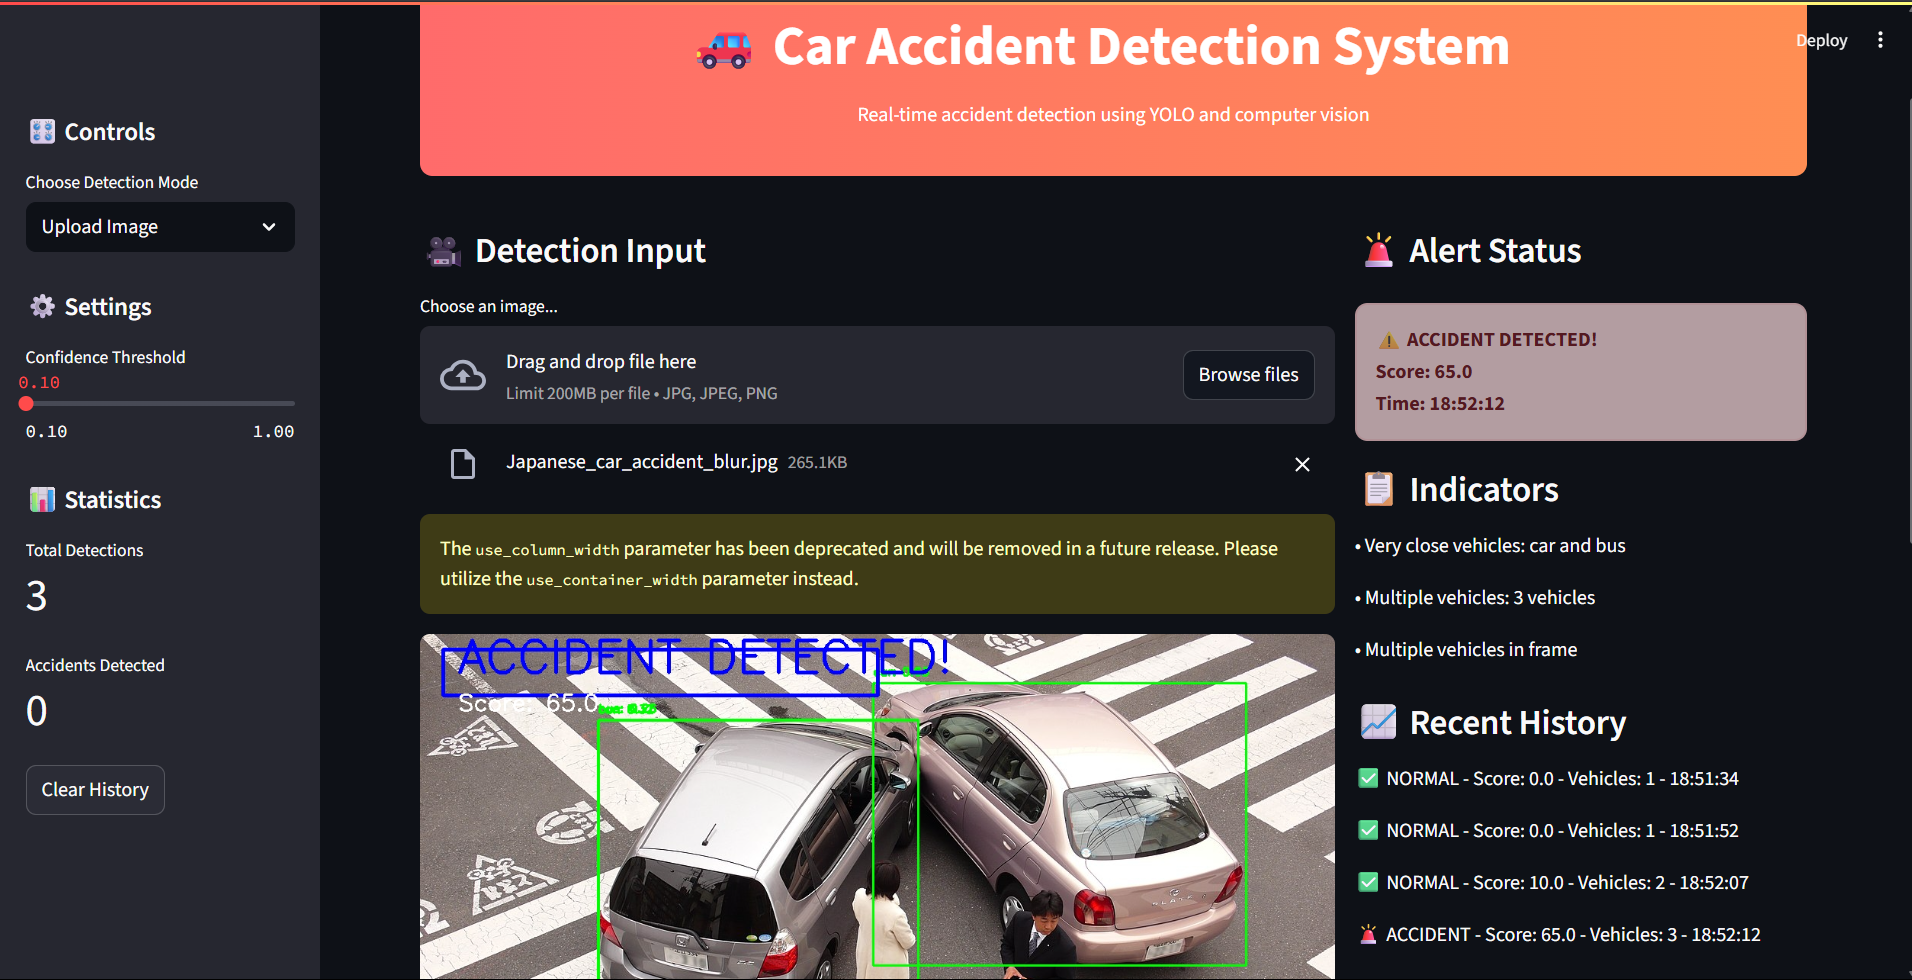 Car Accident Detection System
Deploy
Real-time accident detection using YOLO and computer vision
Controls
Choose Detection Mode
Upload Image
Settings
Confidence Threshold
0.10
0.10 1.00
Statistics
Total Detections
3
Accidents Detected
0
Clear History
Detection Input
Choose an image...
Drag and drop file here
Limit 200MB per file • JPG, JPEG, PNG
Browse files
Japanese_car_accident_blur.jpg 265.1KB
The use_column_width parameter has been deprecated and will be removed in a future release. Please
utilize the use_container_width parameter instead.
ACCIDENT DETECTED!
Score: 65.0
Alert Status
ACCIDENT DETECTED!
Score: 65.0
Time: 18:52:12
Indicators
• Very close vehicles: car and bus
• Multiple vehicles: 3 vehicles
• Multiple vehicles in frame
Recent History
NORMAL - Score: 0.0 - Vehicles: 1 - 18:51:34
NORMAL - Score: 0.0 - Vehicles: 1 - 18:51:52
NORMAL - Score: 10.0 - Vehicles: 2 - 18:52:07
ACCIDENT - Score: 65.0 - Vehicles: 3 - 18:52:12